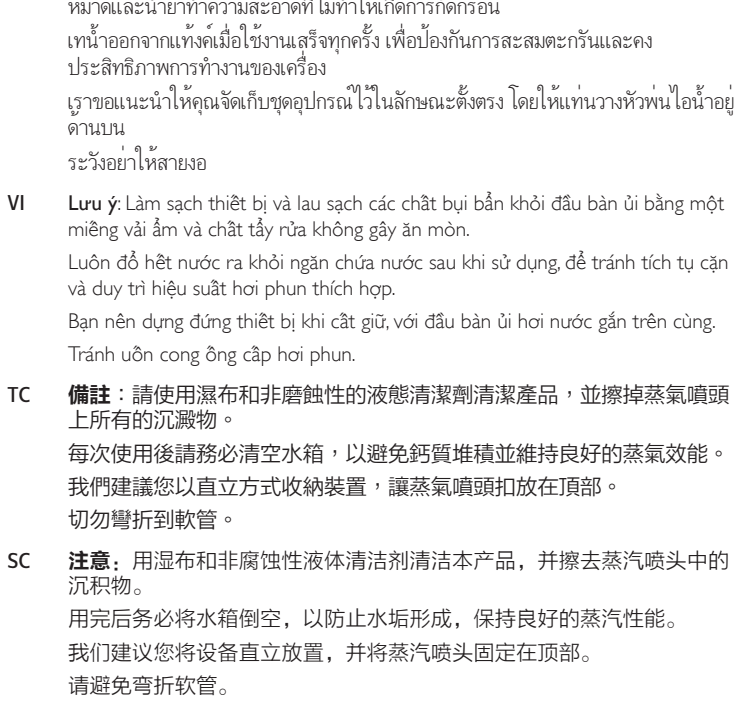 หมาดและน้ำยาทำความสะอาดที่ไม่ทำให้เกิดการกัดกร่อน
เทน้ำออกจากแท้งค์เมื่อใช้งานเสร็จทุกครั้ง เพื่อป้องกันการสะสมตะกรันและคง
ประสิทธิภาพการทำงานของเครื่อง
เราขอแนะนำให้คุณจัดเก็บชุดอุปกรณ์ไว้ในลักษณะตั้งตรง โดยให้แท่นวางหัวพ่นไอน้ำอยู่
ด้านบน
ระวังอย่าให้สายงอ
VI Lưu ý: Làm sạch thiết bị và lau sạch các chất bụi bẩn khỏi đầu bàn ủi bằng một
miếng vải ẩm và chất tẩy rửa không gây ăn mòn.
Luôn đổ hết nước ra khỏi ngăn chứa nước sau khi sử dụng, để tránh tích tụ cặn
và duy trì hiệu suất hơi phun thích hợp.
Bạn nên dựng đứng thiết bị khi cất giữ, với đầu bàn ủi hơi nước gắn trên cùng.
Tránh uốn cong ống cấp hơi phun.
TC 備註：請使用濕布和非磨蝕性的液態清潔劑清潔產品，並擦掉蒸氣噴頭
上所有的沉澱物。
每次使用後請務必清空水箱，以避免鈣質堆積並維持良好的蒸氣效能。
我們建議您以直立方式收納裝置，讓蒸氣噴頭扣放在頂部。
切勿彎折到軟管。
SC 注意：用湿布和非腐蚀性液体清洁剂清洁本产品，并擦去蒸汽喷头中的
沉积物。
用完后务必将水箱倒空，以防止水垢形成，保持良好的蒸汽性能。
我们建议您将设备直立放置，并将蒸汽喷头固定在顶部。
请避免弯折软管。